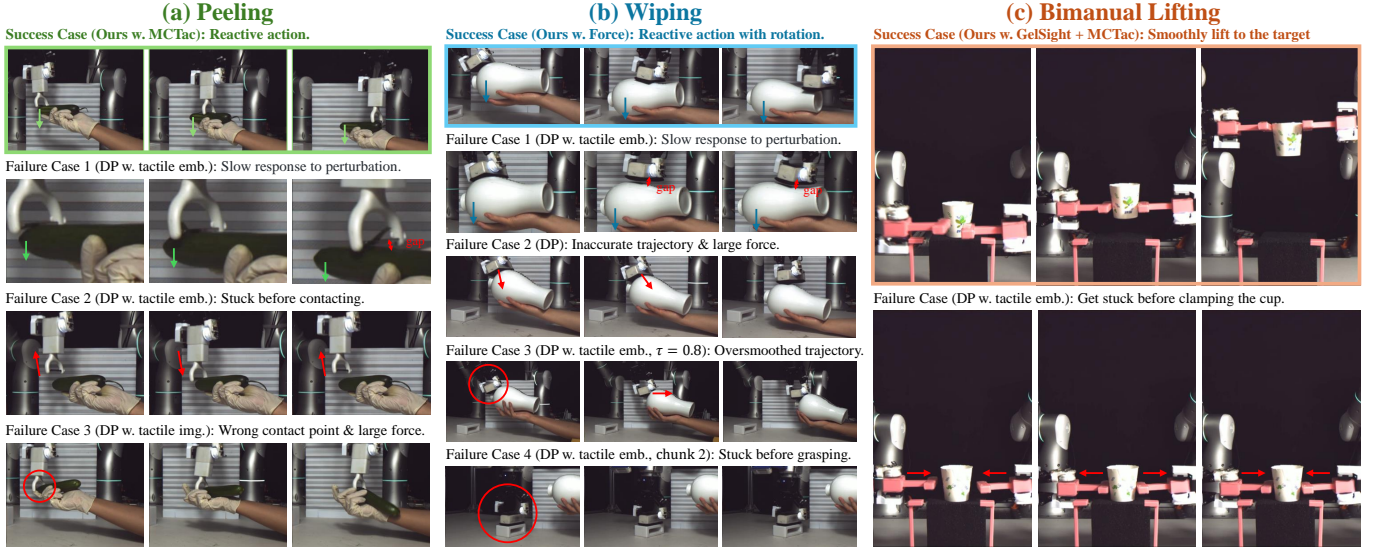 (a) Peeling
Success Case (Ours w. MCTac): Reactive action.
Failure Case 1 (DP w. tactile emb.): Slow response to perturbation.
Failure Case 2 (DP w. tactile emb.): Stuck before contacting.
Failure Case 3 (DP w. tactile img.): Wrong contact point & large force.
(b) Wiping
Success Case (Ours w. Force): Reactive action with rotation.
Failure Case 1 (DP w. tactile emb.): Slow response to perturbation.
gap
gap
Failure Case 2 (DP): Inaccurate trajectory & large force.
Failure Case 3 (DP w. tactile emb., τ = 0.8): Oversmoothed trajectory.
Failure Case 4 (DP w. tactile emb., chunk 2): Stuck before grasping.
(c) Bimanual Lifting
Success Case (Ours w. GelSight + MCTac): Smoothly lift to the target
Failure Case (DP w. tactile emb.): Get stuck before clamping the cup.